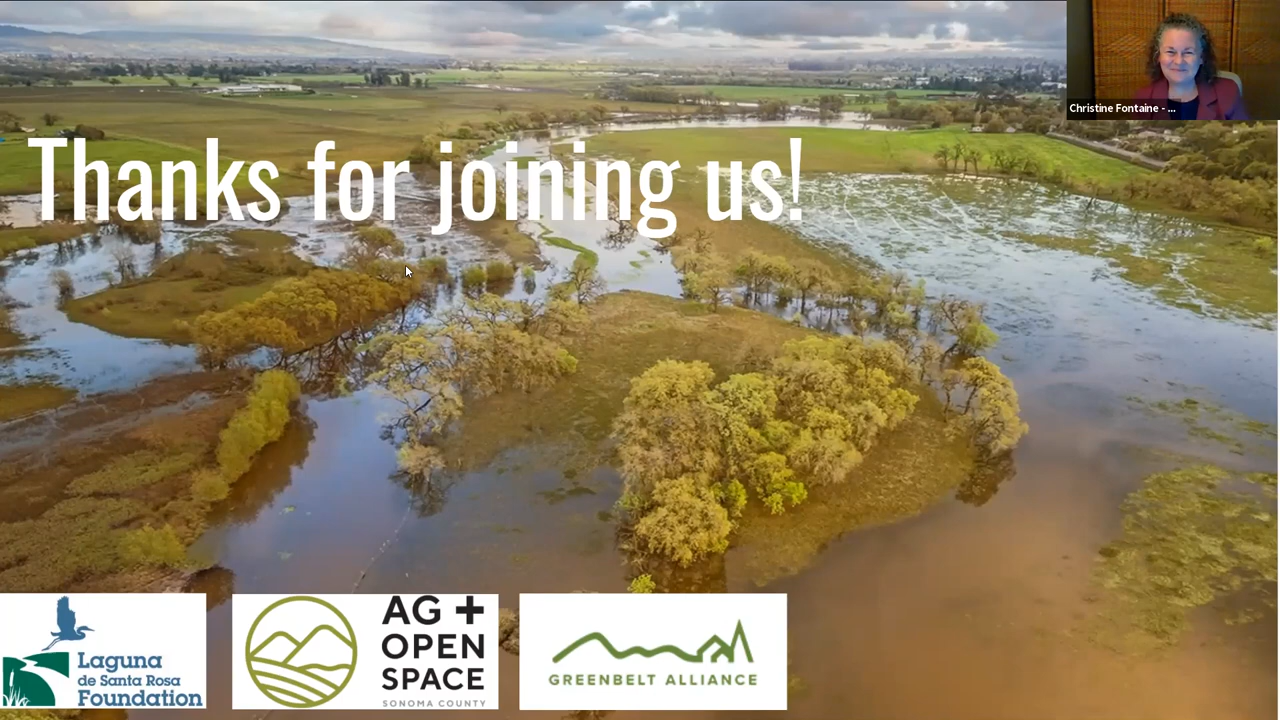 Christine Fontaine - ...
Thanks for joining us!
Laguna
de Santa Rosa
Foundation
AG +
OPEN
SPACE
SONOMA COUNTY
GREENBELT ALLIANCE